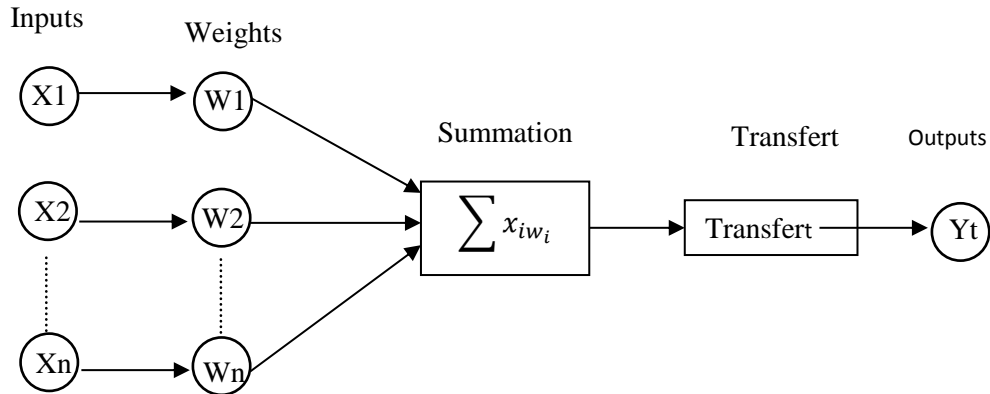 Inputs
Weights
X1
W1
Summation
Transfert
Outputs
X2
W2
∑ x_{iw_i}
Transfert
Yt
Xn
Wn